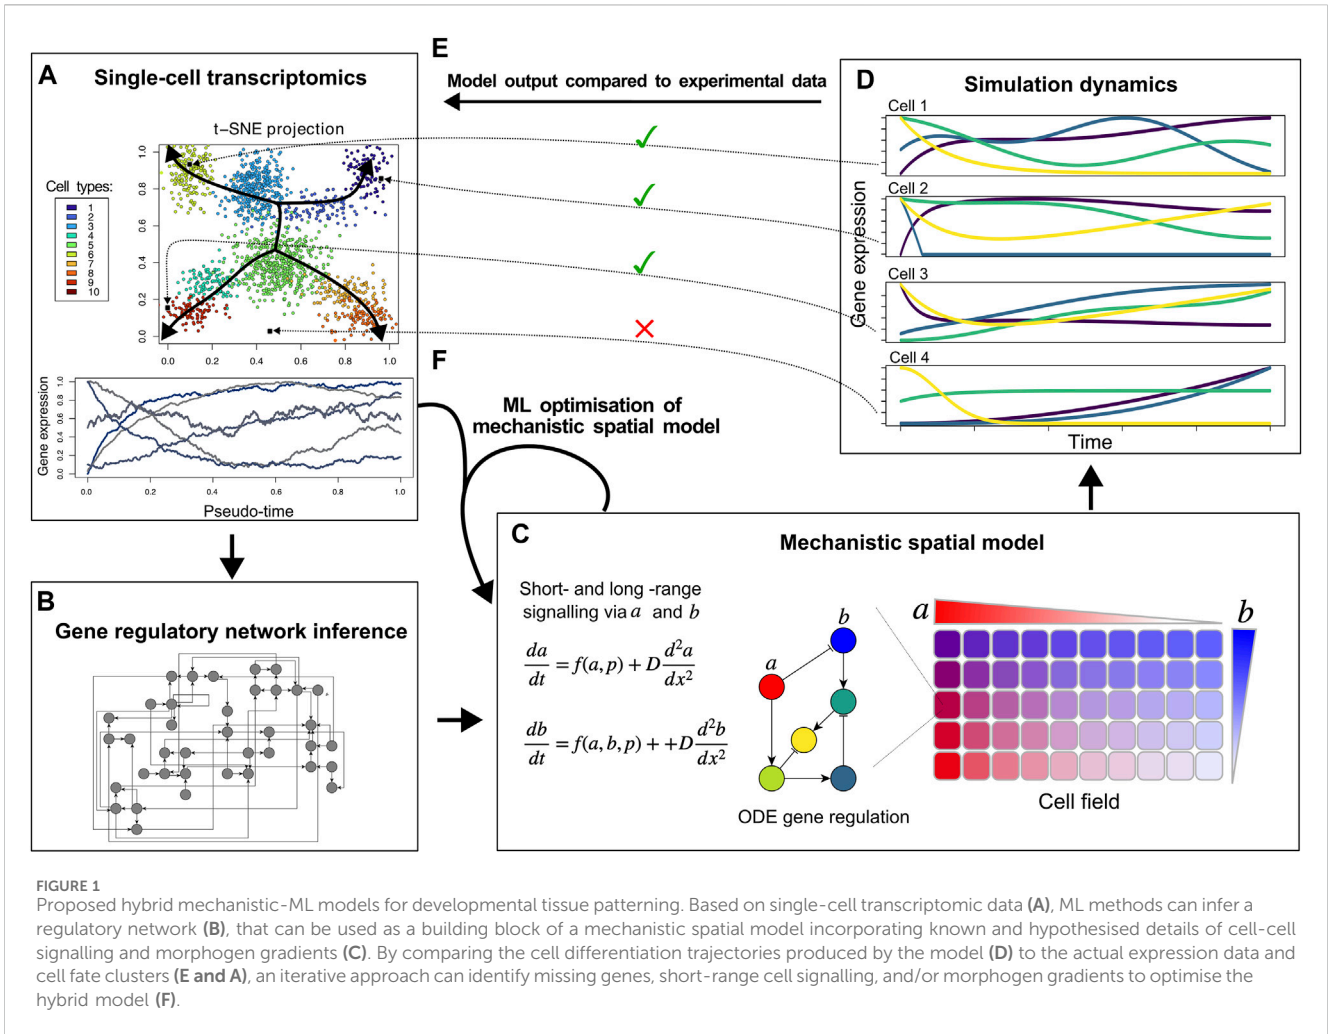 E
A
Single-cell transcriptomics
Model output compared to experimental data
D
Simulation dynamics
t-SNE projection
Cell types:
1
2
3
4
5
6
7
8
9
10
1.0
0.8
0.6
0.4
0.2
0.0
0.0 0.2 0.4 0.6 0.8 1.0
Gene expression
1.0
0.8
0.6
0.4
0.2
0.0
0.0 0.2 0.4 0.6 0.8 1.0
Pseudo-time
Cell 1
Cell 2
Cell 3
Cell 4
Gene expression
Time
F
ML optimisation of
mechanistic spatial model
B
Gene regulatory network inference
C
Mechanistic spatial model
Short- and long -range
signalling via a and b
da/dt = f(a, p) + D d²a/dx²
db/dt = f(a, b, p) + +D d²b/dx²
a
b
ODE gene regulation
a
b
Cell field
FIGURE 1
Proposed hybrid mechanistic-ML models for developmental tissue patterning. Based on single-cell transcriptomic data (A), ML methods can infer a
regulatory network (B), that can be used as a building block of a mechanistic spatial model incorporating known and hypothesised details of cell-cell
signalling and morphogen gradients (C). By comparing the cell differentiation trajectories produced by the model (D) to the actual expression data and
cell fate clusters (E and A), an iterative approach can identify missing genes, short-range cell signalling, and/or morphogen gradients to optimise the
hybrid model (F).